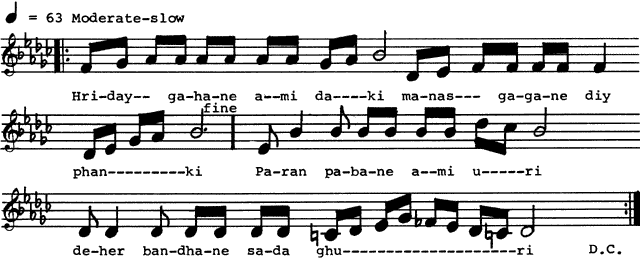 = 63 Moderate-slow
Hri-day-- ga-ha-ne a--mi da----ki ma-nas--- ga-ga-ne diy
fine
phan---------ki Pa-ran pa-ba-ne a--mi u-----ri
de-her ban-dha-ne sa-da ghu--------------------ri D.C.